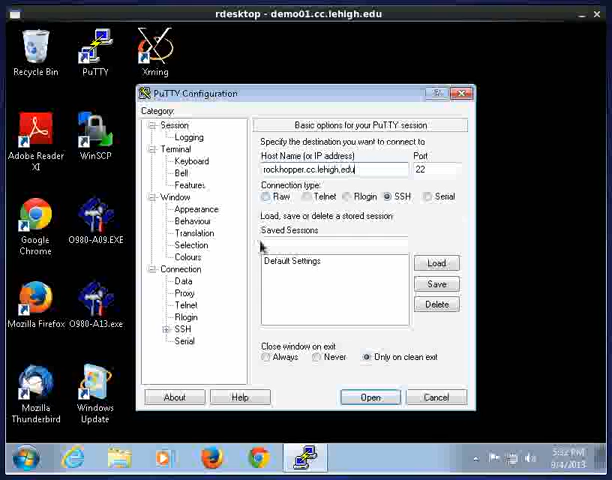 rdesktop - demo01.cc.lehigh.edu
Recycle Bin
PuTTY
Xming
Adobe Reader
XI
WinSCP
Google
Chrome
O980-A09.EXE
Mozilla Firefox
O980-A13.exe
Mozilla
Thunderbird
Windows
Update
PuTTY Configuration
Category:
Session
Logging
Terminal
Keyboard
Bell
Features
Window
Appearance
Behaviour
Translation
Selection
Colours
Connection
Data
Proxy
Telnet
Rlogin
SSH
Serial
Basic options for your PuTTY session
Specify the destination you want to connect to
Host Name (or IP address) Port
rockhopper.cc.lehigh.edu 22
Connection type:
Raw Telnet Rlogin SSH Serial
Load, save or delete a stored session
Saved Sessions
Default Settings
Load
Save
Delete
Close window on exit
Always Never Only on clean exit
About Help Open Cancel
5:32 PM
9/4/2013